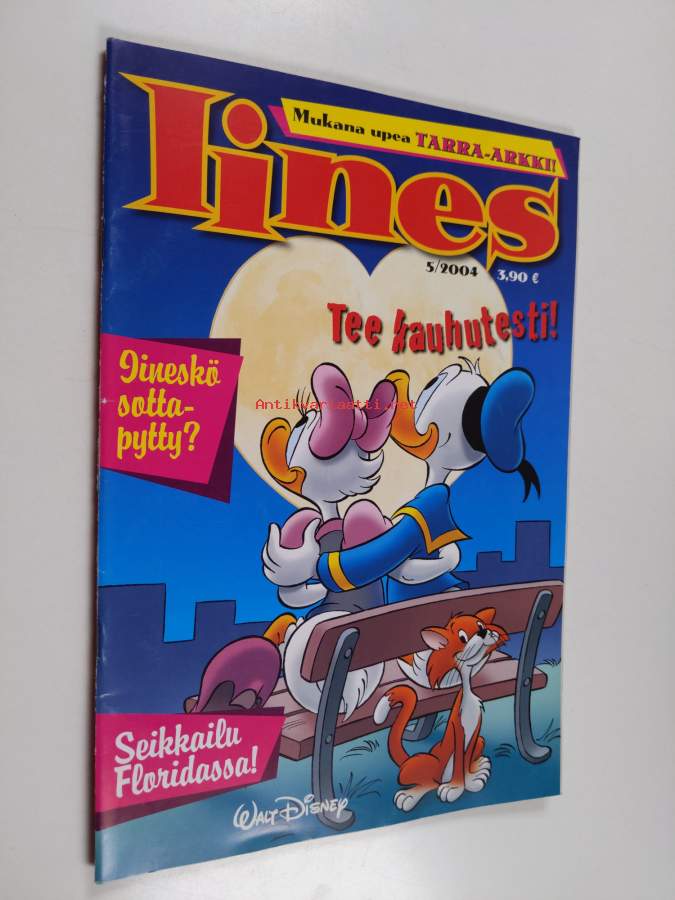 Mukana upea TARRA-ARKKI!
Iines
5/2004 3,90 €
Tee kauhutesti!
Iineskö
sotta-
pytty?
Antikvariaatti.net
Seikkailu
Floridassa!
WALT DISNEY